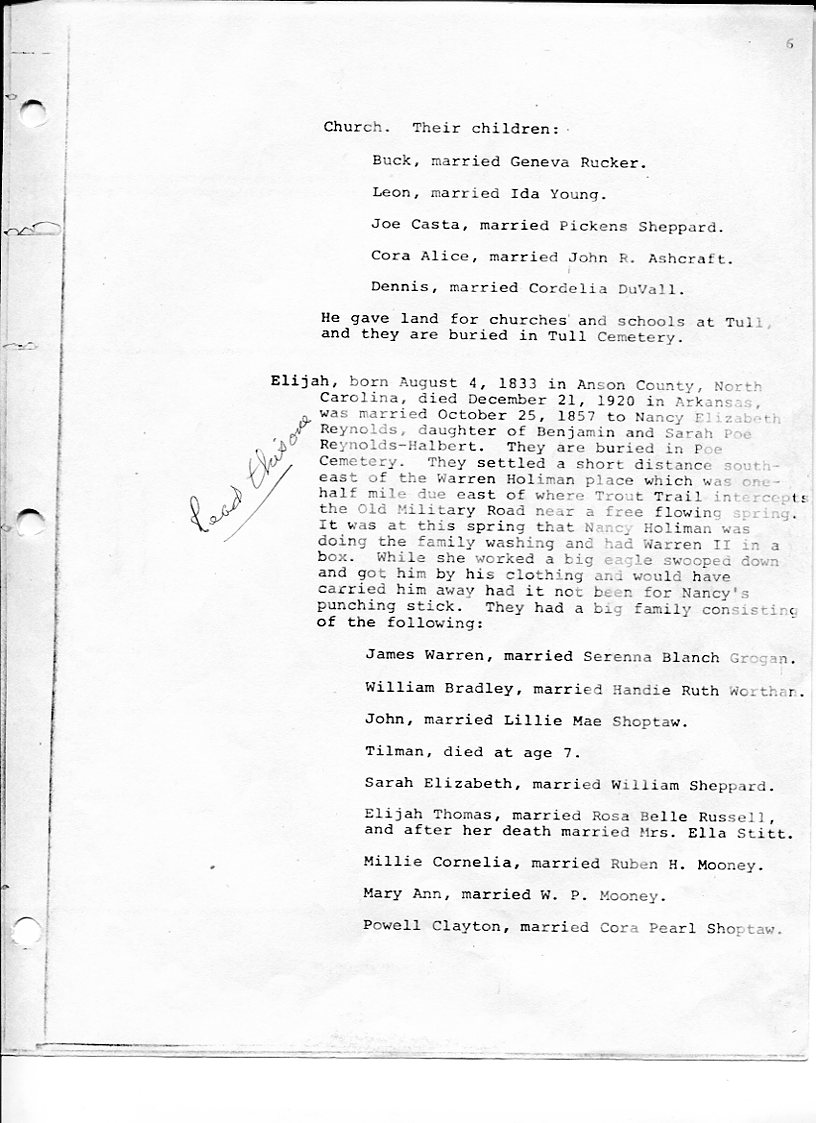 6
Church. Their children:
Buck, married Geneva Rucker.
Leon, married Ida Young.
Joe Casta, married Pickens Sheppard.
Cora Alice, married John R. Ashcraft.
Dennis, married Cordelia DuVall.
He gave land for churches and schools at Tull,
and they are buried in Tull Cemetery.
Elijah, born August 4, 1833 in Anson County, North
Carolina, died December 21, 1920 in Arkansas,
was married October 25, 1857 to Nancy Elizabeth
Reynolds, daughter of Benjamin and Sarah Poe
Reynolds-Halbert. They are buried in Poe
Cemetery. They settled a short distance south-
east of the Warren Holiman place which was one-
half mile due east of where Trout Trail intercepts
the Old Military Road near a free flowing spring.
It was at this spring that Nancy Holiman was
doing the family washing and had Warren II in a
box. While she worked a big eagle swooped down
and got him by his clothing and would have
carried him away had it not been for Nancy's
punching stick. They had a big family consisting
of the following:
Read this one
James Warren, married Serenna Blanch Grogan.
William Bradley, married Handie Ruth Worthan.
John, married Lillie Mae Shoptaw.
Tilman, died at age 7.
Sarah Elizabeth, married William Sheppard.
Elijah Thomas, married Rosa Belle Russell,
and after her death married Mrs. Ella Stitt.
Millie Cornelia, married Ruben H. Mooney.
Mary Ann, married W. P. Mooney.
Powell Clayton, married Cora Pearl Shoptaw.